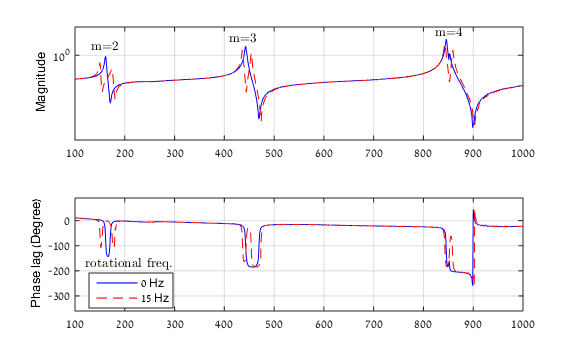 m=2
m=3
m=4
10^0
Magnitude
100 200 300 400 500 600 700 800 900 1000
0
-100
-200
-300
Phase lag (Degree)
rotational freq.
0 Hz
15 Hz
100 200 300 400 500 600 700 800 900 1000